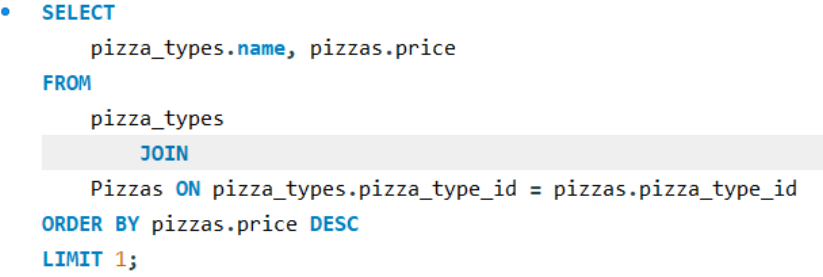 SELECT
pizza_types.name, pizzas.price
FROM
pizza_types
JOIN
Pizzas ON pizza_types.pizza_type_id = pizzas.pizza_type_id
ORDER BY pizzas.price DESC
LIMIT 1;